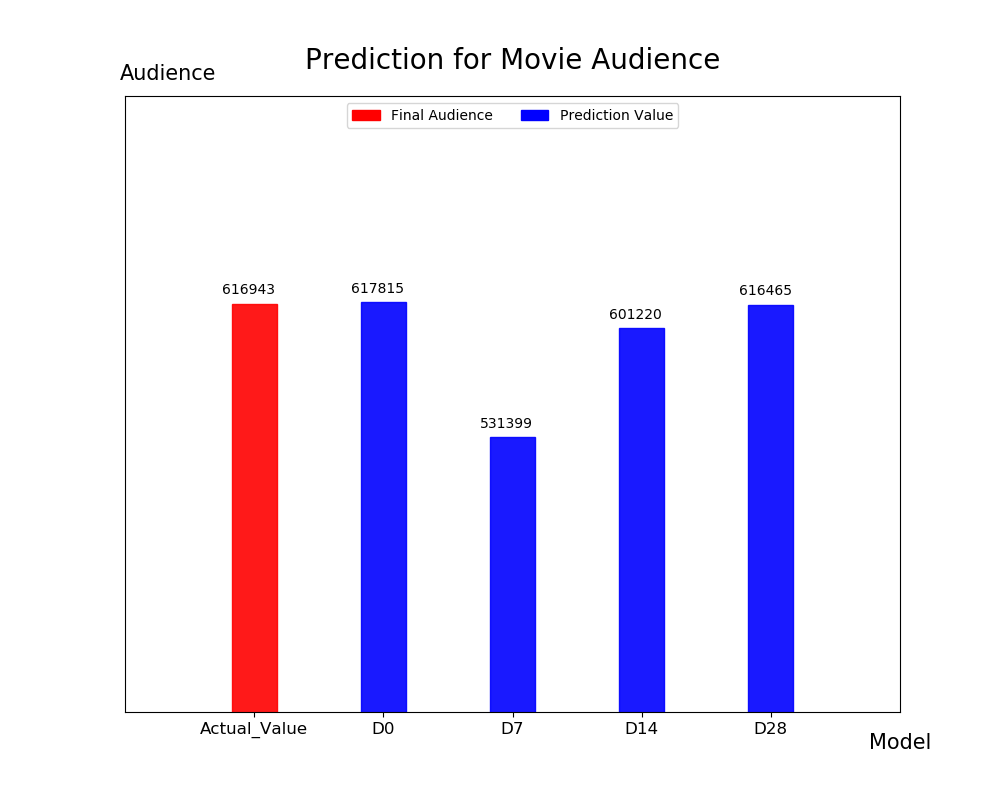 Prediction for Movie Audience
Audience
Final Audience
Prediction Value
616943
617815
531399
601220
616465
Actual_Value
D0
D7
D14
D28
Model